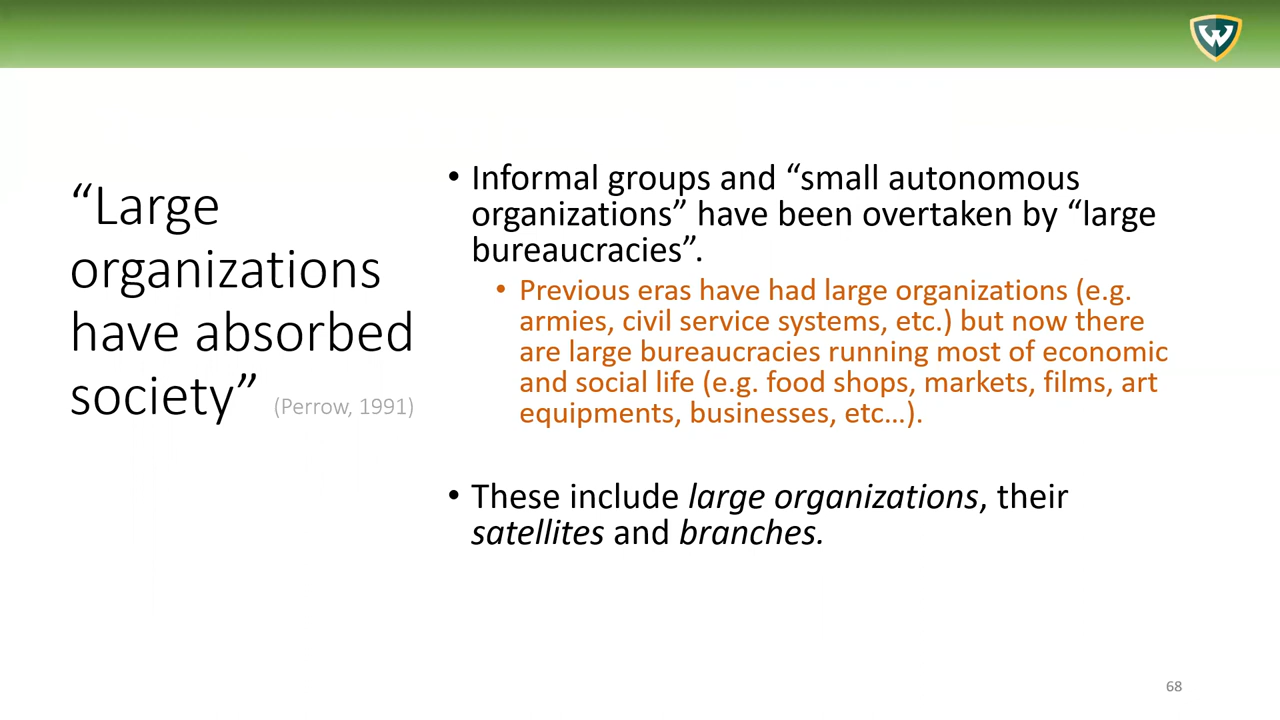 “Large
organizations
have absorbed
society” (Perrow, 1991)
• Informal groups and “small autonomous
organizations” have been overtaken by “large
bureaucracies”.
• Previous eras have had large organizations (e.g.
armies, civil service systems, etc.) but now there
are large bureaucracies running most of economic
and social life (e.g. food shops, markets, films, art
equipments, businesses, etc…).
• These include large organizations, their
satellites and branches.
68